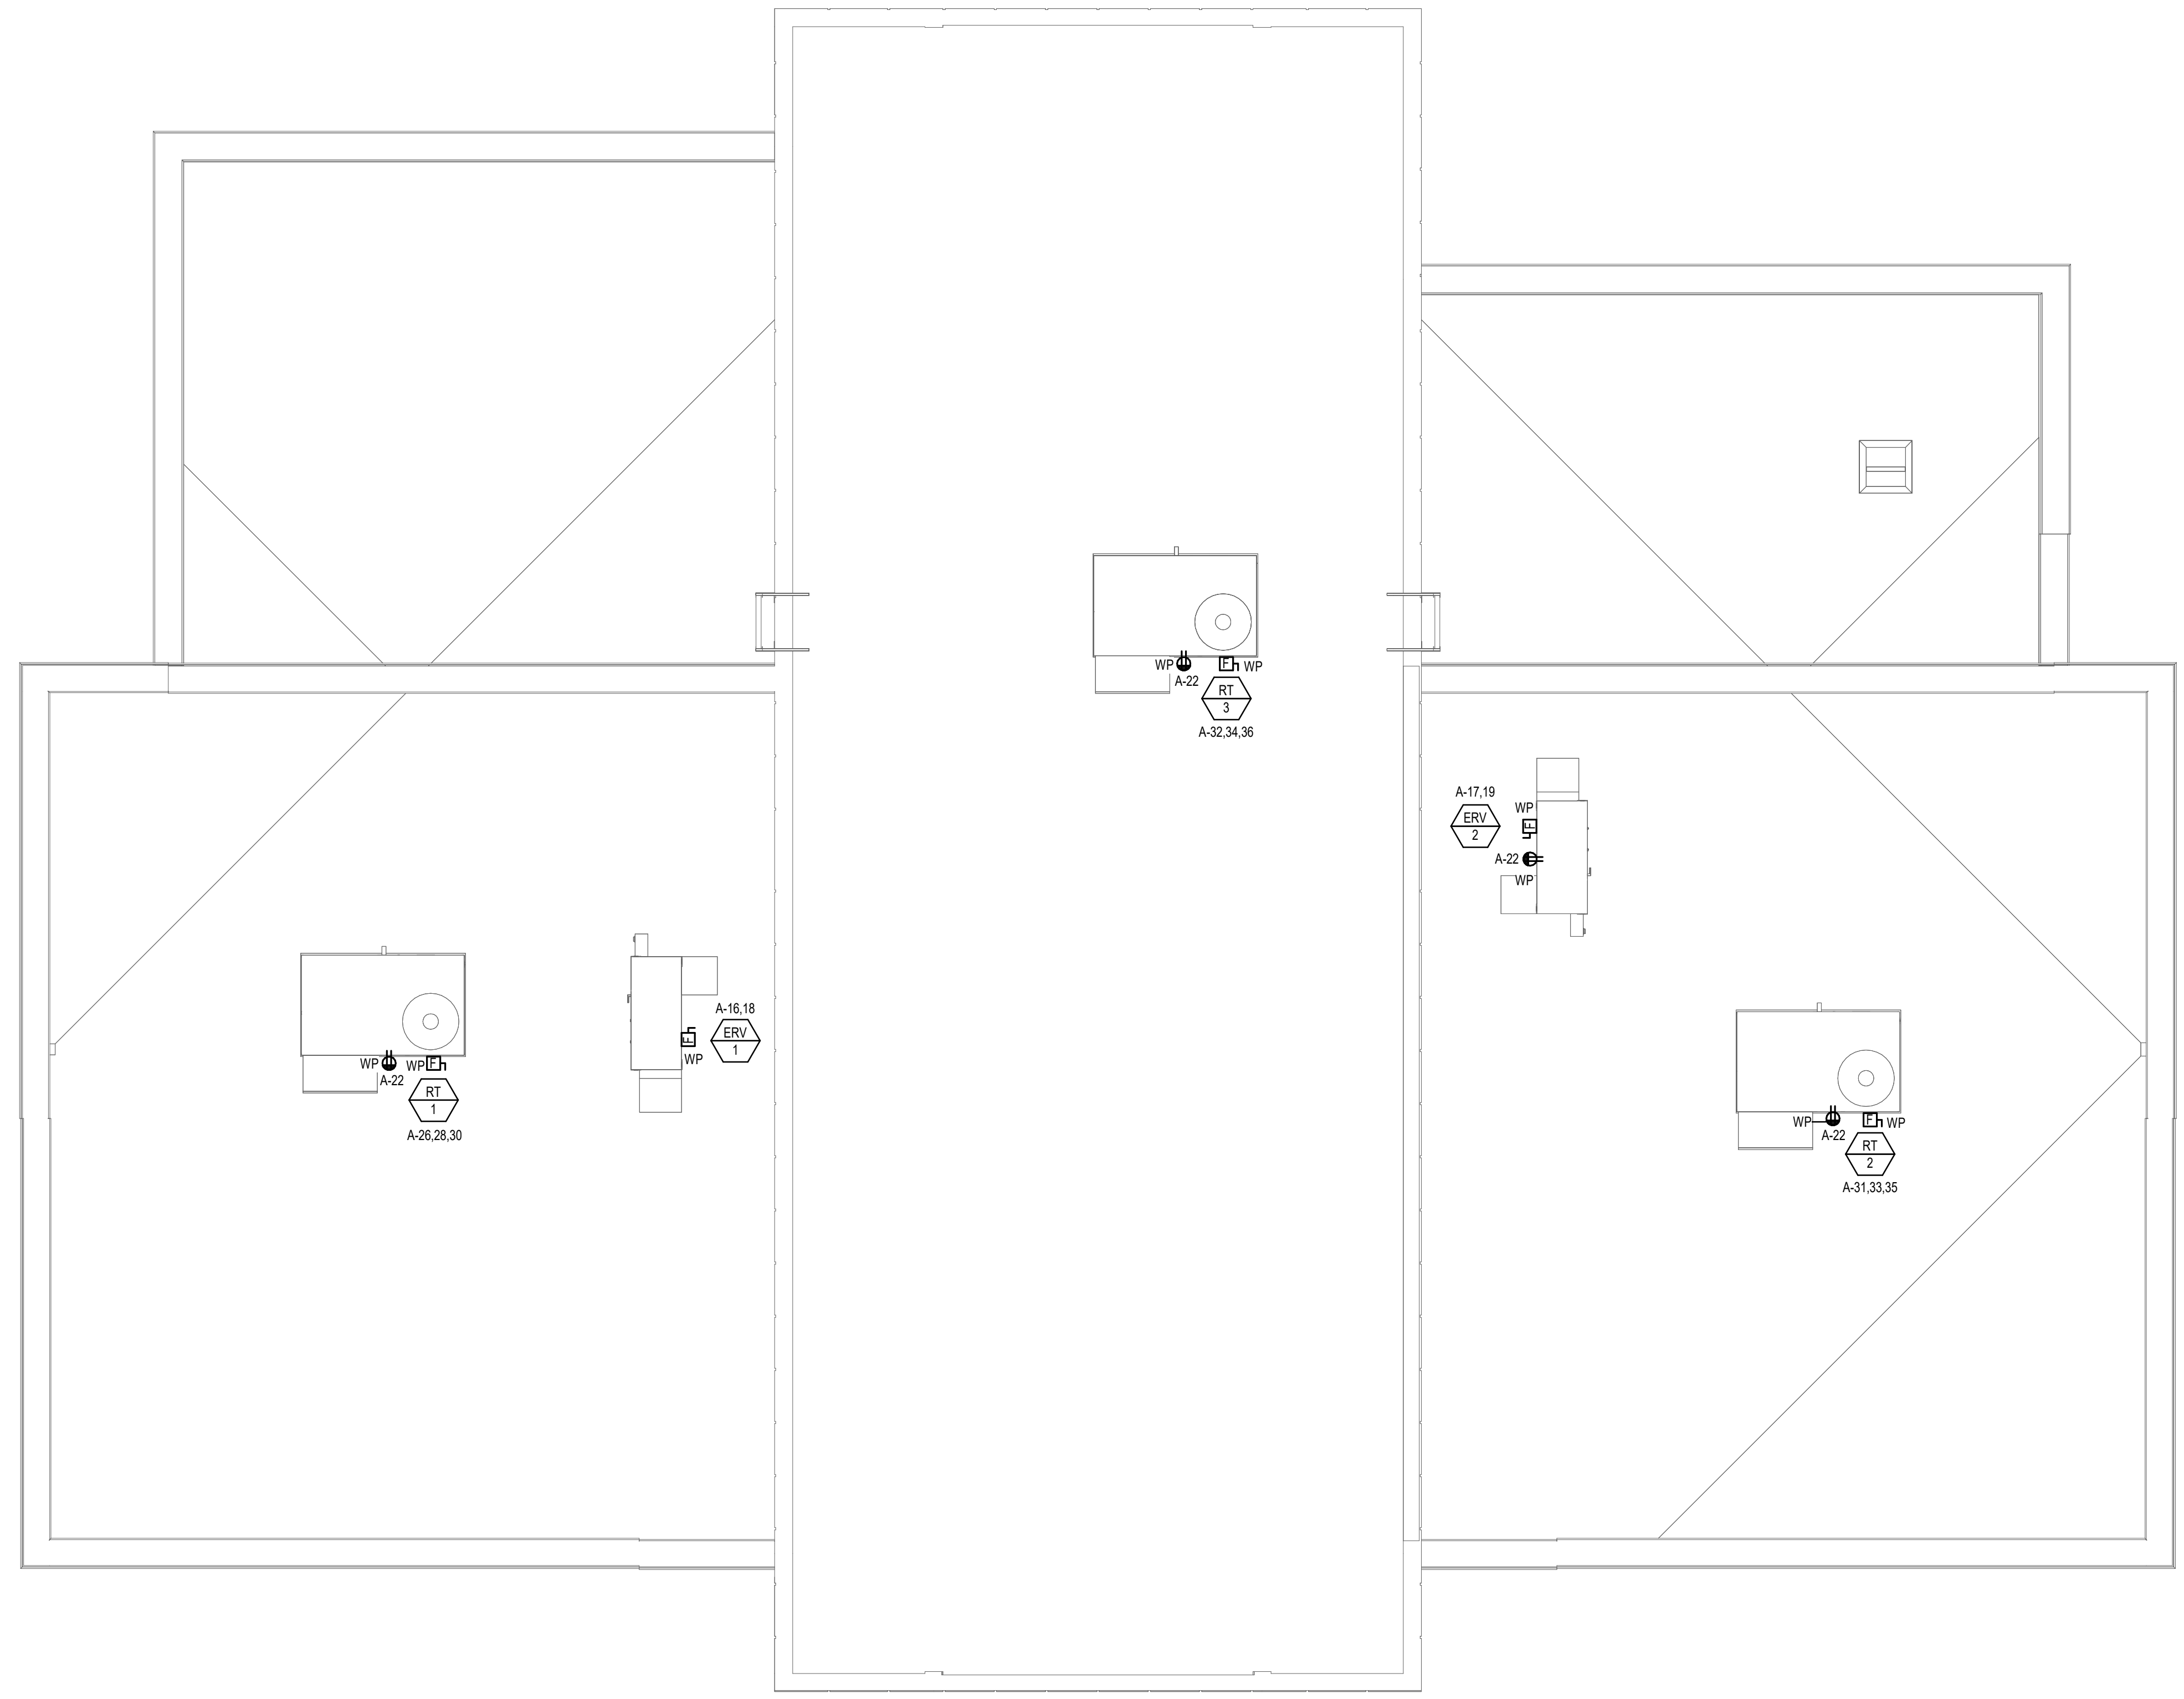 WP
F
WP
A-22
RT
3
A-32,34,36
A-17,19
WP
ERV
2
F
A-22
WP
A-16,18
ERV
1
F
WP
WP
WP
F
A-22
RT
1
A-26,28,30
WP
F
WP
A-22
RT
2
A-31,33,35